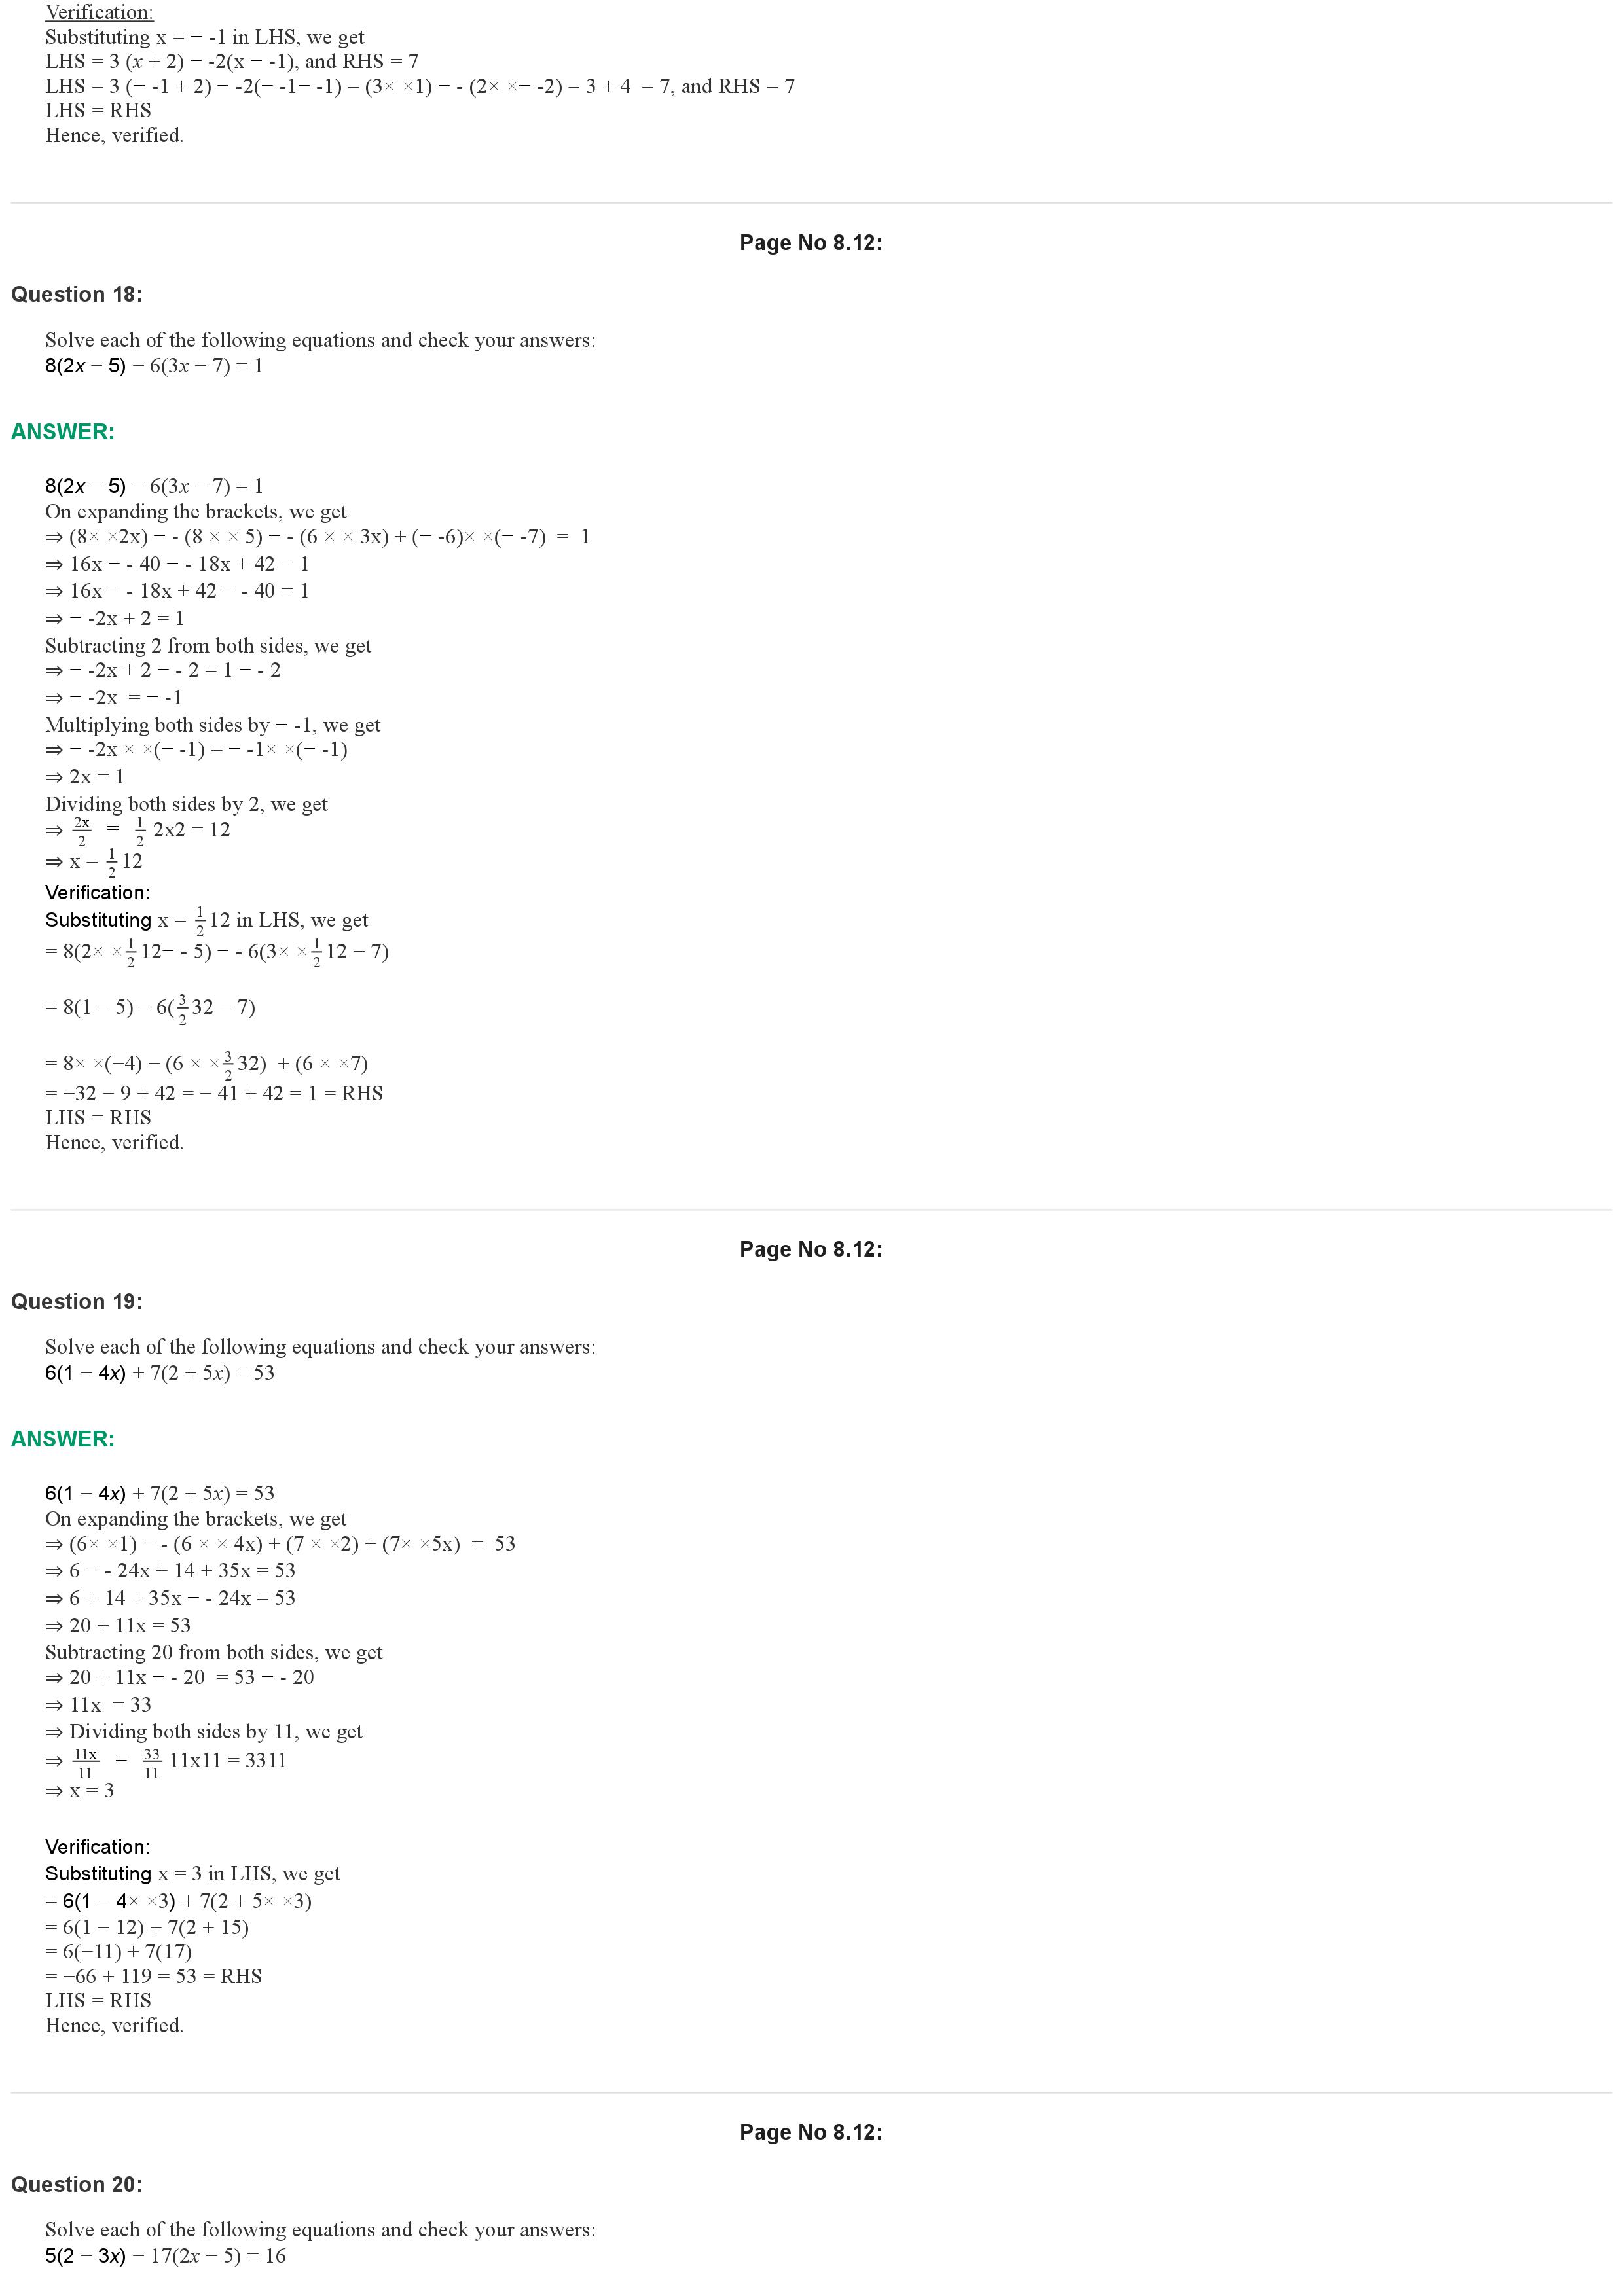 Verification:
Substituting x = − -1 in LHS, we get
LHS = 3 (x + 2) − -2(x − -1), and RHS = 7
LHS = 3 (− -1 + 2) − -2(− -1− -1) = (3× ×1) − - (2× ×− -2) = 3 + 4  = 7, and RHS = 7
LHS = RHS
Hence, verified.
Page No 8.12:
Question 18:
Solve each of the following equations and check your answers:
8(2x − 5) − 6(3x − 7) = 1
ANSWER:
8(2x − 5) − 6(3x − 7) = 1
On expanding the brackets, we get
⇒ (8× ×2x) − - (8 × × 5) − - (6 × × 3x) + (− -6)× ×(− -7)  =  1
⇒ 16x − - 40 − - 18x + 42 = 1
⇒ 16x − - 18x + 42 − - 40 = 1
⇒ − -2x + 2 = 1
Subtracting 2 from both sides, we get
⇒ − -2x + 2 − - 2 = 1 − - 2
⇒ − -2x  = − -1
Multiplying both sides by − -1, we get
⇒ − -2x × ×(− -1) = − -1× ×(− -1)
⇒ 2x = 1
Dividing both sides by 2, we get
⇒ 2x/2 = 1/2 2x2 = 12
⇒ x = 1/2 12
Verification:
Substituting x = 1/2 12 in LHS, we get
= 8(2× ×1/2 12− - 5) − - 6(3× ×1/2 12 − 7)
= 8(1 − 5) − 6(3/2 32 − 7)
= 8× ×(−4) − (6 × ×3/2 32)  + (6 × ×7)
= −32 − 9 + 42 = − 41 + 42 = 1 = RHS
LHS = RHS
Hence, verified.
Page No 8.12:
Question 19:
Solve each of the following equations and check your answers:
6(1 − 4x) + 7(2 + 5x) = 53
ANSWER:
6(1 − 4x) + 7(2 + 5x) = 53
On expanding the brackets, we get
⇒ (6× ×1) − - (6 × × 4x) + (7 × ×2) + (7× ×5x)  =  53
⇒ 6 − - 24x + 14 + 35x = 53
⇒ 6 + 14 + 35x − - 24x = 53
⇒ 20 + 11x = 53
Subtracting 20 from both sides, we get
⇒ 20 + 11x − - 20  = 53 − - 20
⇒ 11x  = 33
⇒ Dividing both sides by 11, we get
⇒ 11x/11 = 33/11 11x11 = 3311
⇒ x = 3
Verification:
Substituting x = 3 in LHS, we get
= 6(1 − 4× ×3) + 7(2 + 5× ×3)
= 6(1 − 12) + 7(2 + 15)
= 6(−11) + 7(17)
= −66 + 119 = 53 = RHS
LHS = RHS
Hence, verified.
Page No 8.12:
Question 20:
Solve each of the following equations and check your answers:
5(2 − 3x) − 17(2x − 5) = 16